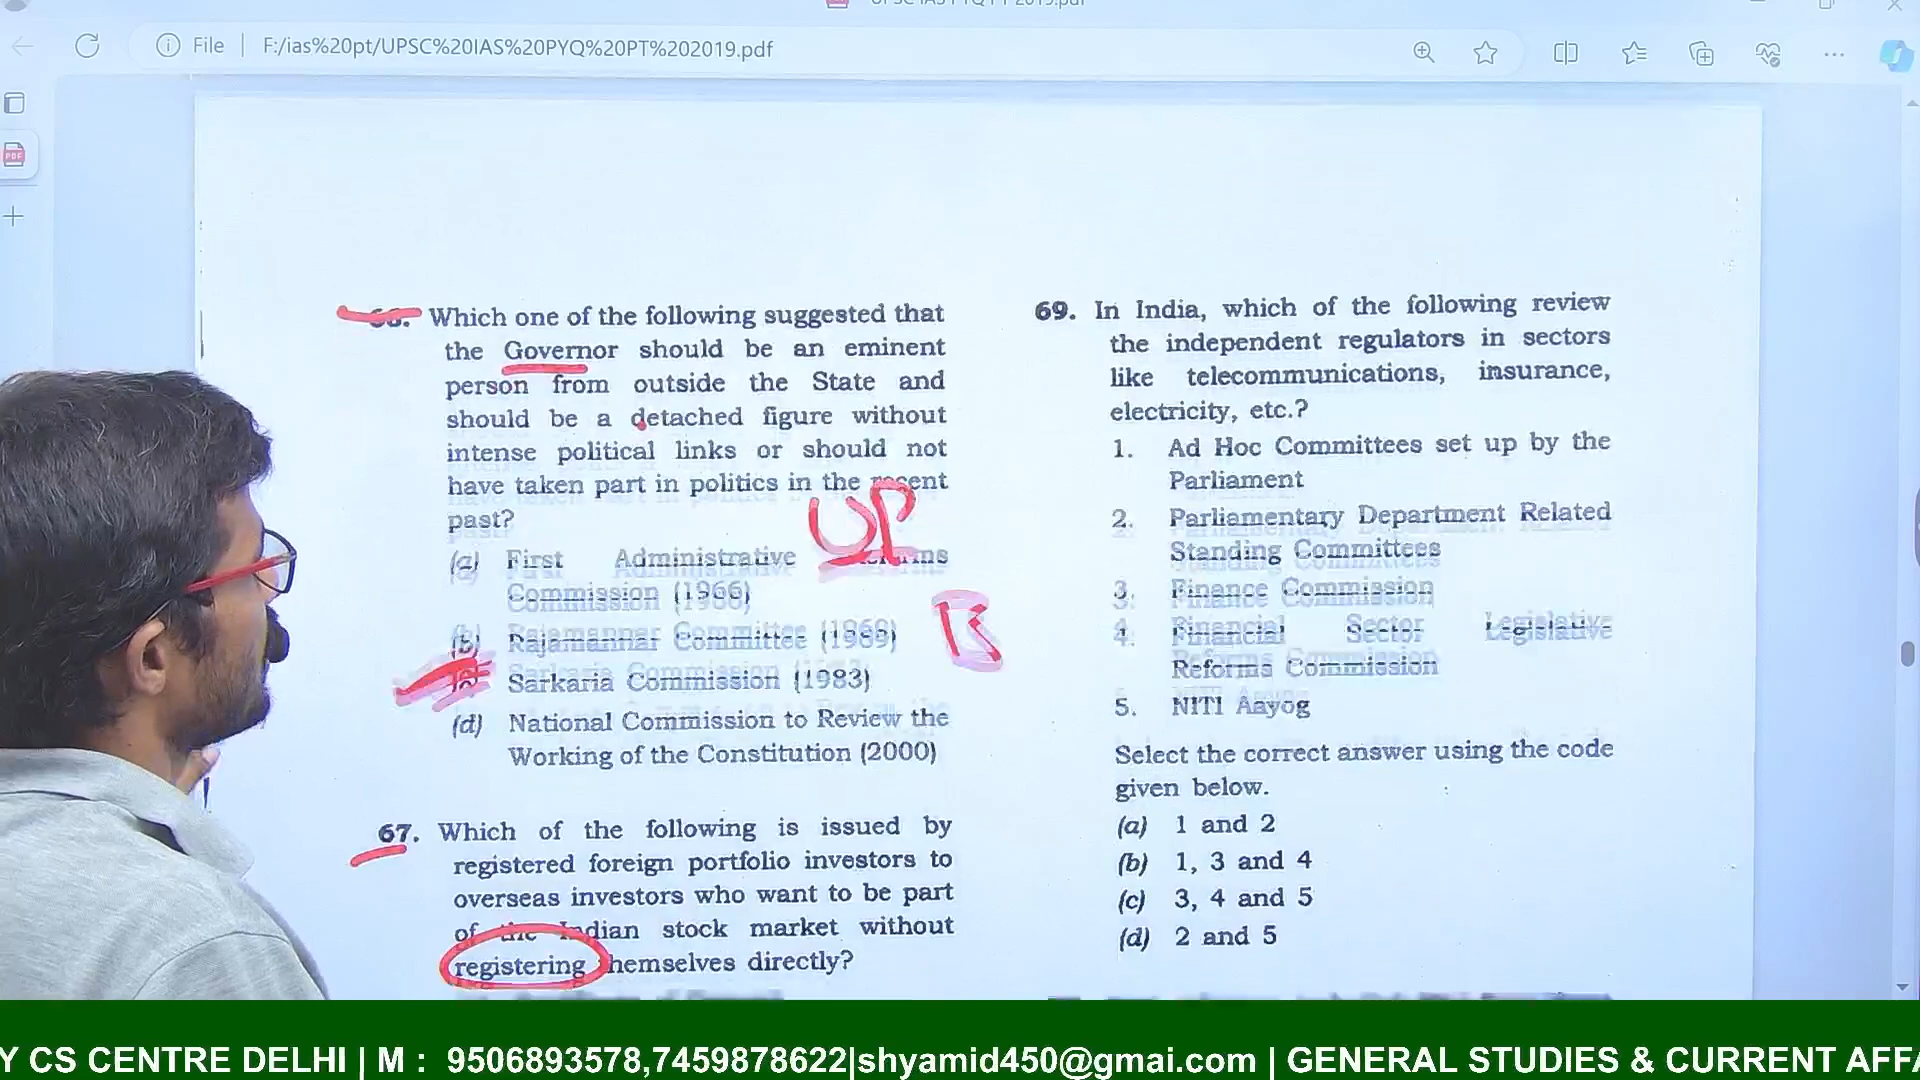 File | F:/ias%20pt/UPSC%20IAS%20PYQ%20PT%202019.pdf
Which one of the following suggested that
the Governor should be an eminent
person from outside the State and
should be a detached figure without
intense political links or should not
have taken part in politics in the recent
past?
(a) First Administrative
Commission (1966)
(b) Rajamannar Committee (1969)
Sarkaria Commission (1983)
(d) National Commission to Review the
Working of the Constitution (2000)
UP
B
67. Which of the following is issued by
registered foreign portfolio investors to
overseas investors who want to be part
of the Indian stock market without
registering themselves directly?
69. In India, which of the following review
the independent regulators in sectors
like telecommunications, insurance,
electricity, etc.?
1. Ad Hoc Committees set up by the
Parliament
2. Parliamentary Department Related
Standing Committees
3. Finance Commission
4. Financial Sector Legislative
Reforms Commission
5. NITI Aayog
Select the correct answer using the code
given below.
(a) 1 and 2
(b) 1, 3 and 4
(c) 3, 4 and 5
(d) 2 and 5
Y CS CENTRE DELHI | M : 9506893578,7459878622|shyamid450@gmai.com | GENERAL STUDIES & CURRENT AFFA